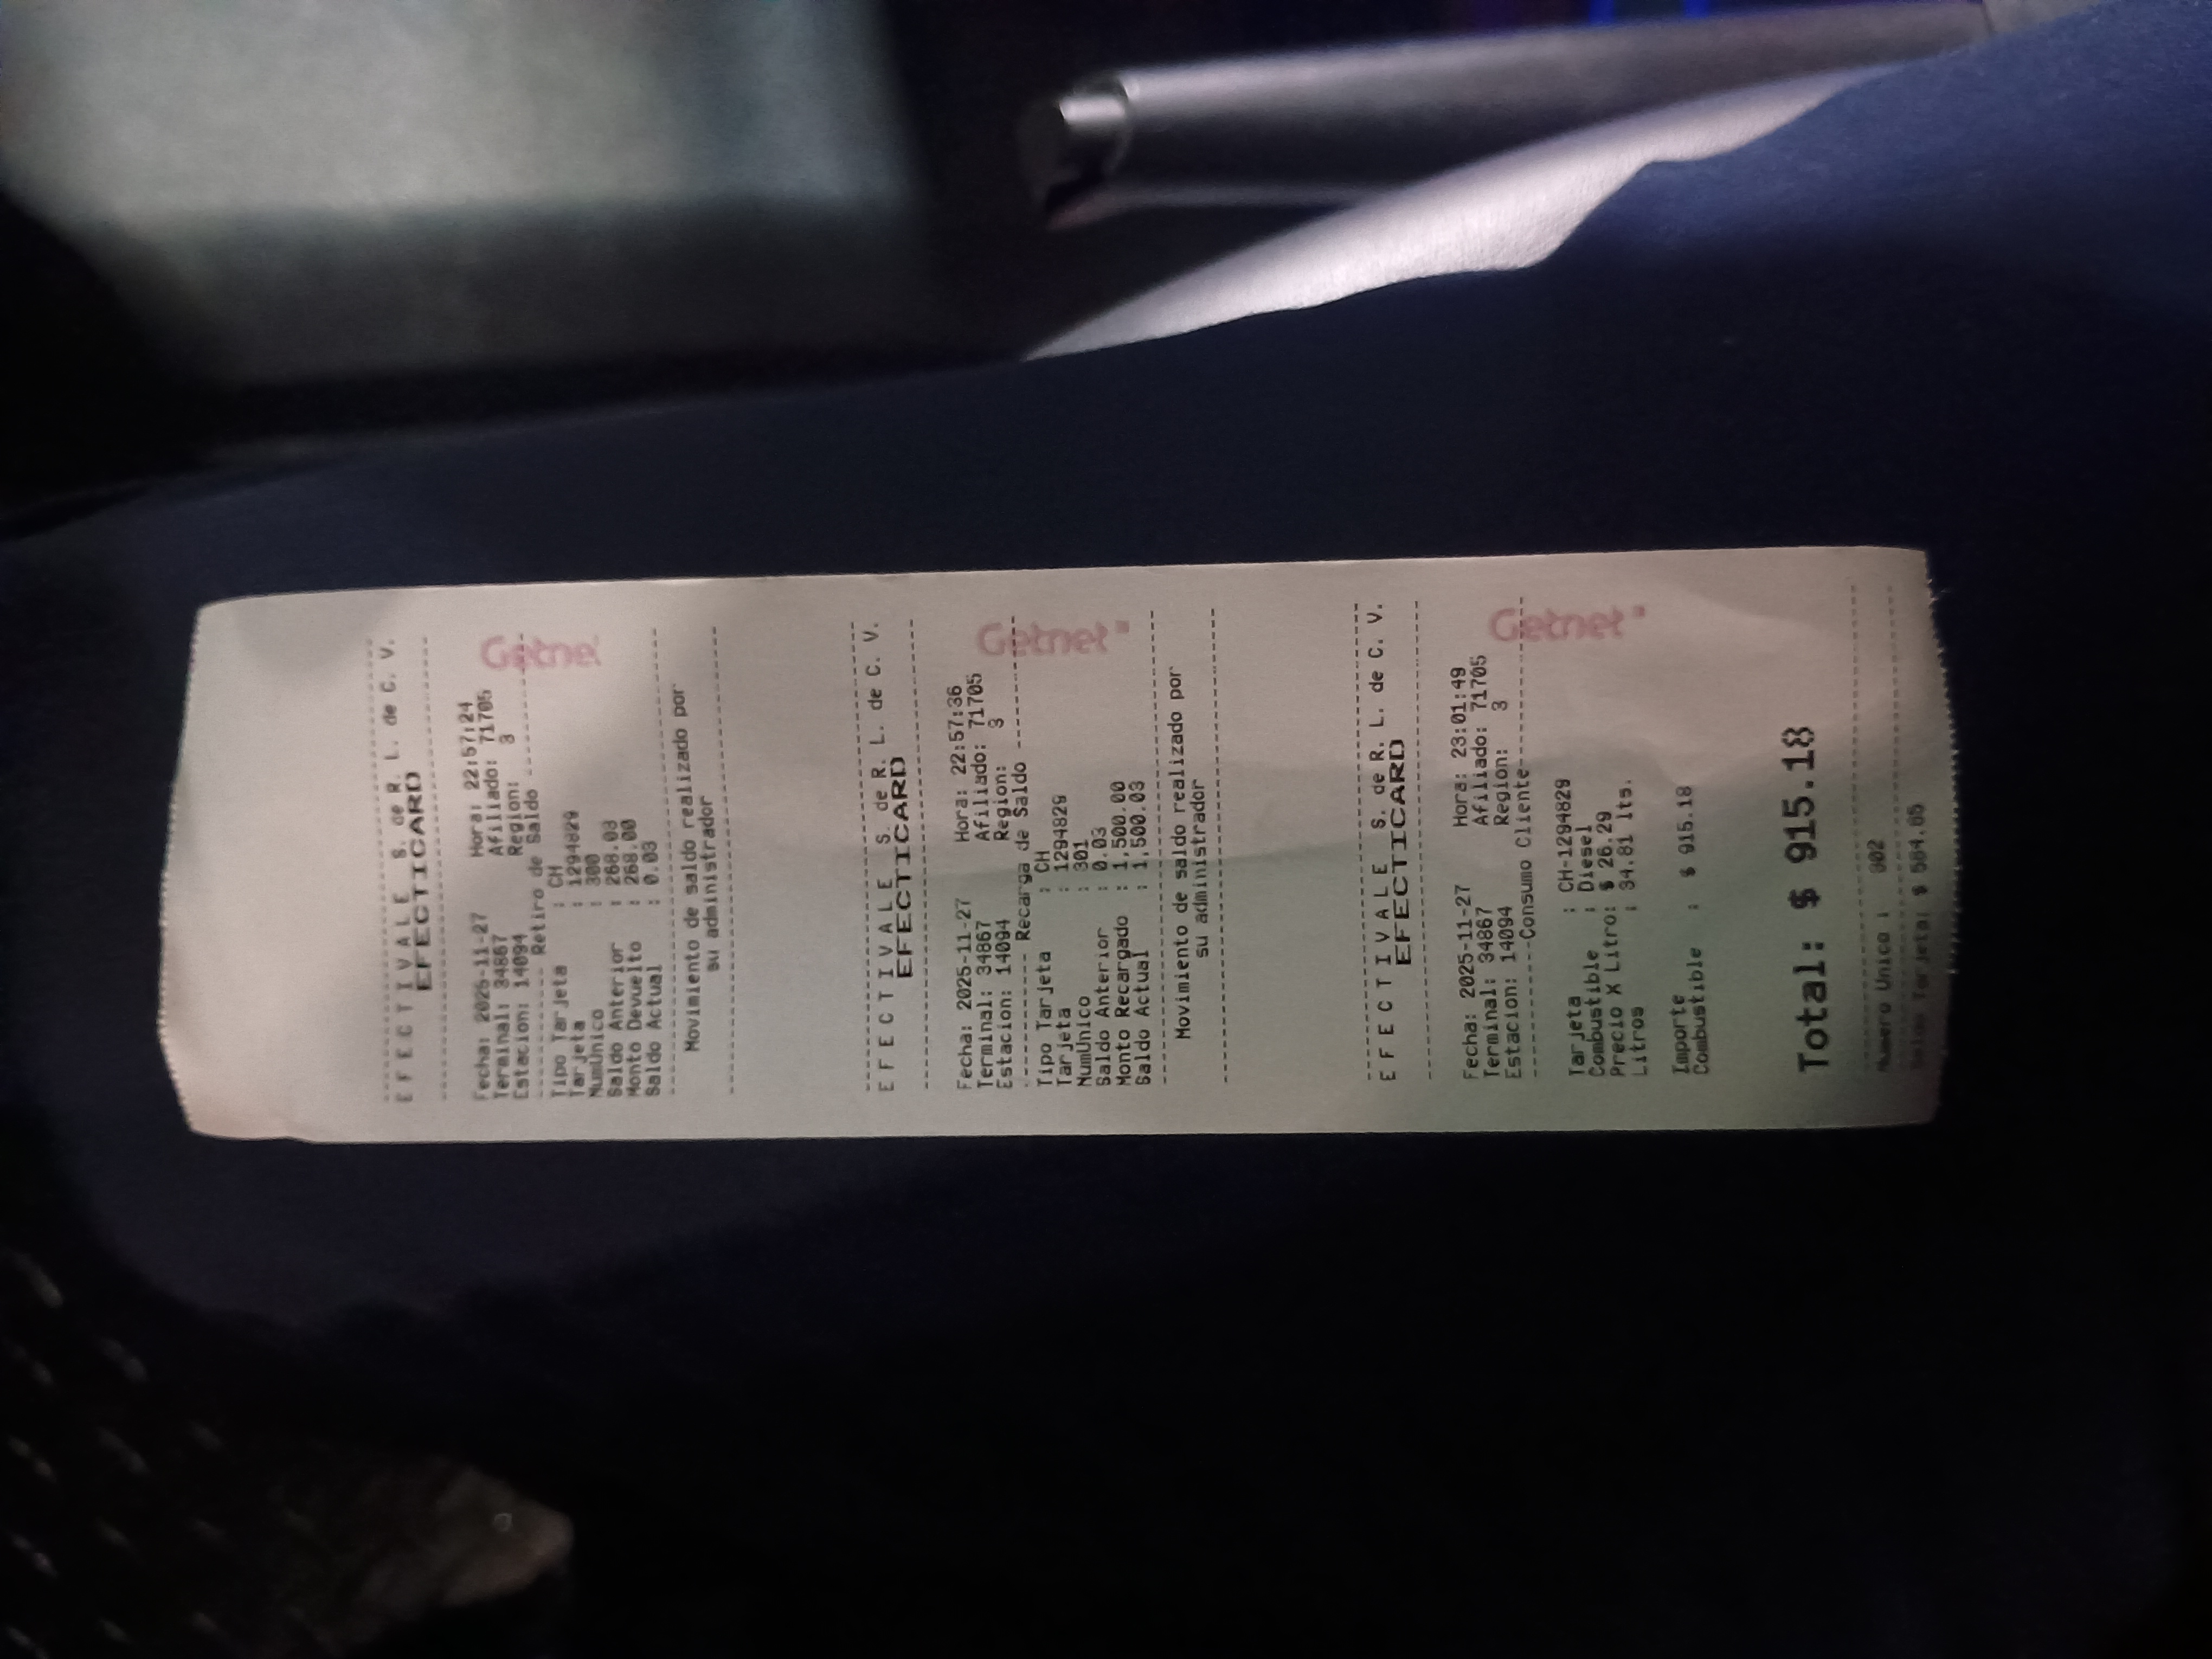 E F E C T I V A L E  S. de R. L. de C. V.
EFECTICARD
Fecha: 2025-11-27 Hora: 22:57:24
Terminal: 34867 Afiliado: 71705
Estacion: 14094 Region: 3
------- Retiro de Saldo -------
Getnet
Tipo Tarjeta : CH
Tarjeta : 1294829
NumUnico : 300
Saldo Anterior : 268.03
Monto Devuelto : 268.00
Saldo Actual : 0.03
Movimiento de saldo realizado por
su administrador
E F E C T I V A L E  S. de R. L. de C. V.
EFECTICARD
Fecha: 2025-11-27 Hora: 22:57:36
Terminal: 34867 Afiliado: 71705
Estacion: 14094 Region: 3
------- Recarga de Saldo -------
Getnet
Tipo Tarjeta : CH
Tarjeta : 1294829
NumUnico : 301
Saldo Anterior : 0.03
Monto Recargado : 1,500.00
Saldo Actual : 1,500.03
Movimiento de saldo realizado por
su administrador
E F E C T I V A L E  S. de R. L. de C. V.
EFECTICARD
Fecha: 2025-11-27 Hora: 23:01:49
Terminal: 34867 Afiliado: 71705
Estacion: 14094 Region: 3
-------Consumo Cliente-------
Getnet
Tarjeta : CH-1294829
Combustible : Diesel
Precio X Litro: $ 26.29
Litros : 34.81 lts.
Importe
Combustible : $ 915.18
Total: $ 915.18
Numero Unico : 302
Saldo Tarjeta: $ 584.85